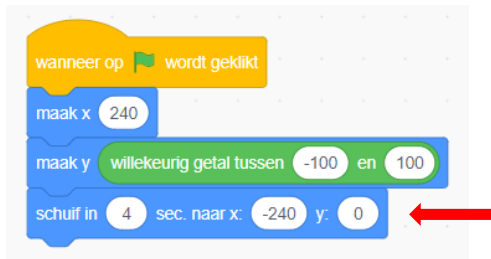 wanneer op wordt geklikt
maak x 240
maak y willekeurig getal tussen -100 en 100
schuif in 4 sec. naar x: -240 y: 0